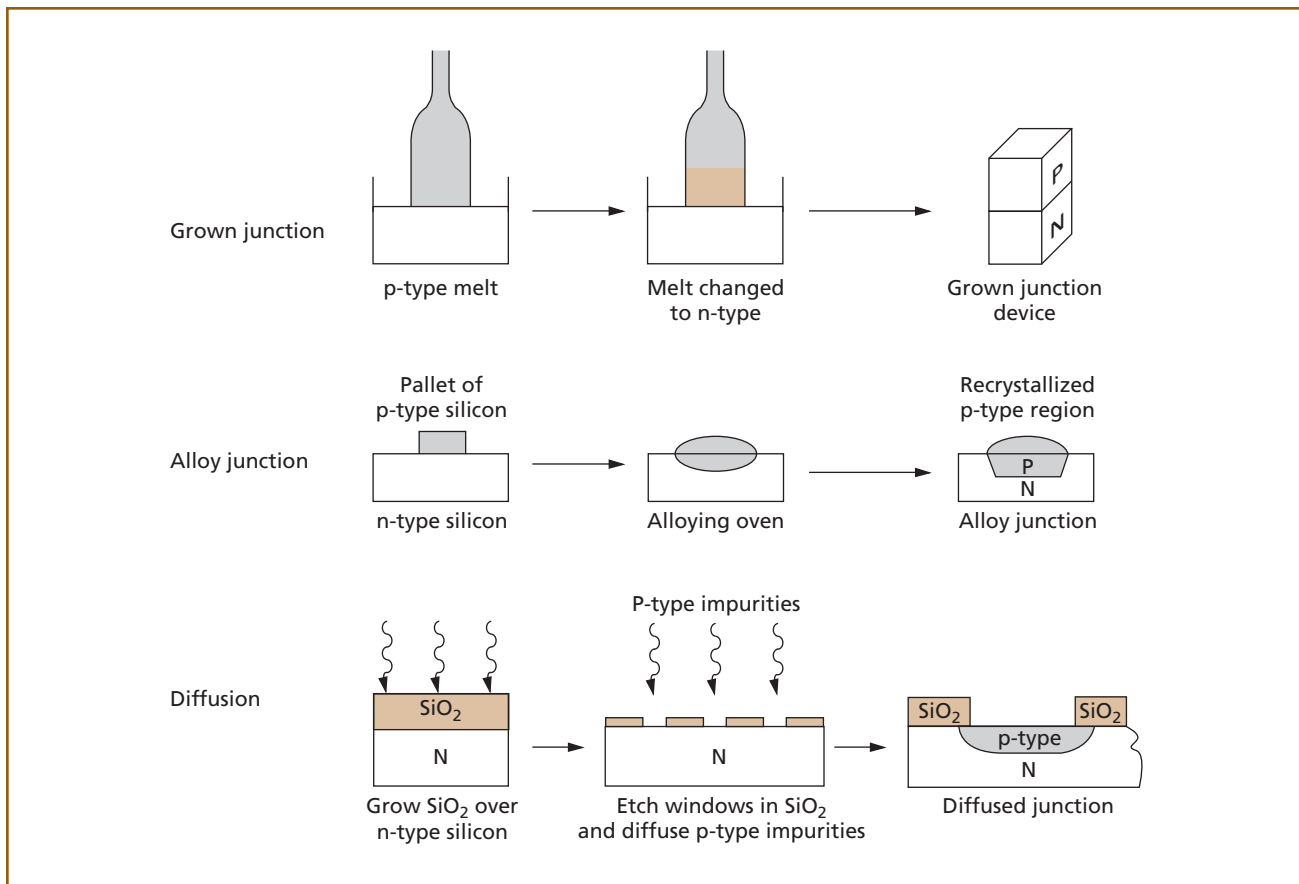 Grown junction
p-type melt
Melt changed
to n-type
P
N
Grown junction
device
Alloy junction
Pallet of
p-type silicon
n-type silicon
Alloying oven
Recrystallized
p-type region
P
N
Alloy junction
Diffusion
SiO₂
N
Grow SiO₂ over
n-type silicon
P-type impurities
N
Etch windows in SiO₂
and diffuse p-type impurities
SiO₂ SiO₂
p-type
N
Diffused junction